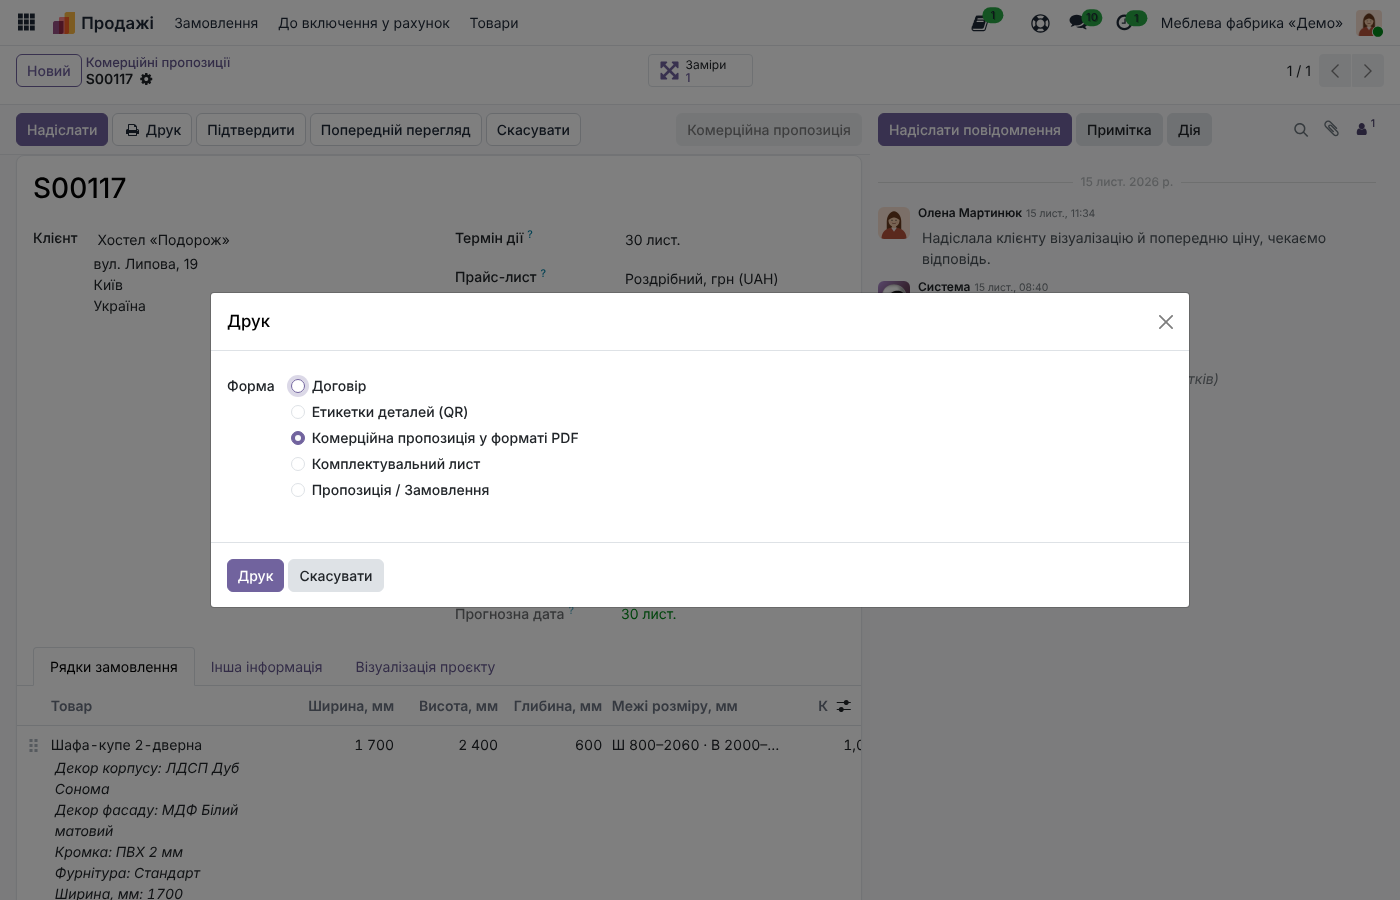 Продажі
Замовлення
До включення у рахунок
Товари
1
10
1
Меблева фабрика «Демо»
Новий
Комерційні пропозиції
S00117
Заміри
1
1 / 1
Надіслати
Друк
Підтвердити
Попередній перегляд
Скасувати
Комерційна пропозиція
Надіслати повідомлення
Примітка
Дія
1
S00117
15 лист. 2026 р.
Олена Мартинюк 15 лист., 11:34
Надіслала клієнту візуалізацію й попередню ціну, чекаємо
відповідь.
Система 15 лист., 08:40
Клієнт
Хостел «Подорож»
вул. Липова, 19
Київ
Україна
Термін дії ?
30 лист.
Прайс-лист ?
Роздрібний, грн (UAH)
Друк
Форма
Договір
Етикетки деталей (QR)
Комерційна пропозиція у форматі PDF
Комплектувальний лист
Пропозиція / Замовлення
Друк
Скасувати
тків)
Прогнозна дата ?
30 лист.
Рядки замовлення
Інша інформація
Візуалізація проєкту
Товар
Ширина, мм
Висота, мм
Глибина, мм
Межі розміру, мм
К
Шафа-купе 2-дверна
1 700
2 400
600
Ш 800–2060 · В 2000–...
1,0
Декор корпусу: ЛДСП Дуб
Сонома
Декор фасаду: МДФ Білий
матовий
Кромка: ПВХ 2 мм
Фурнітура: Стандарт
Ширина, мм: 1700